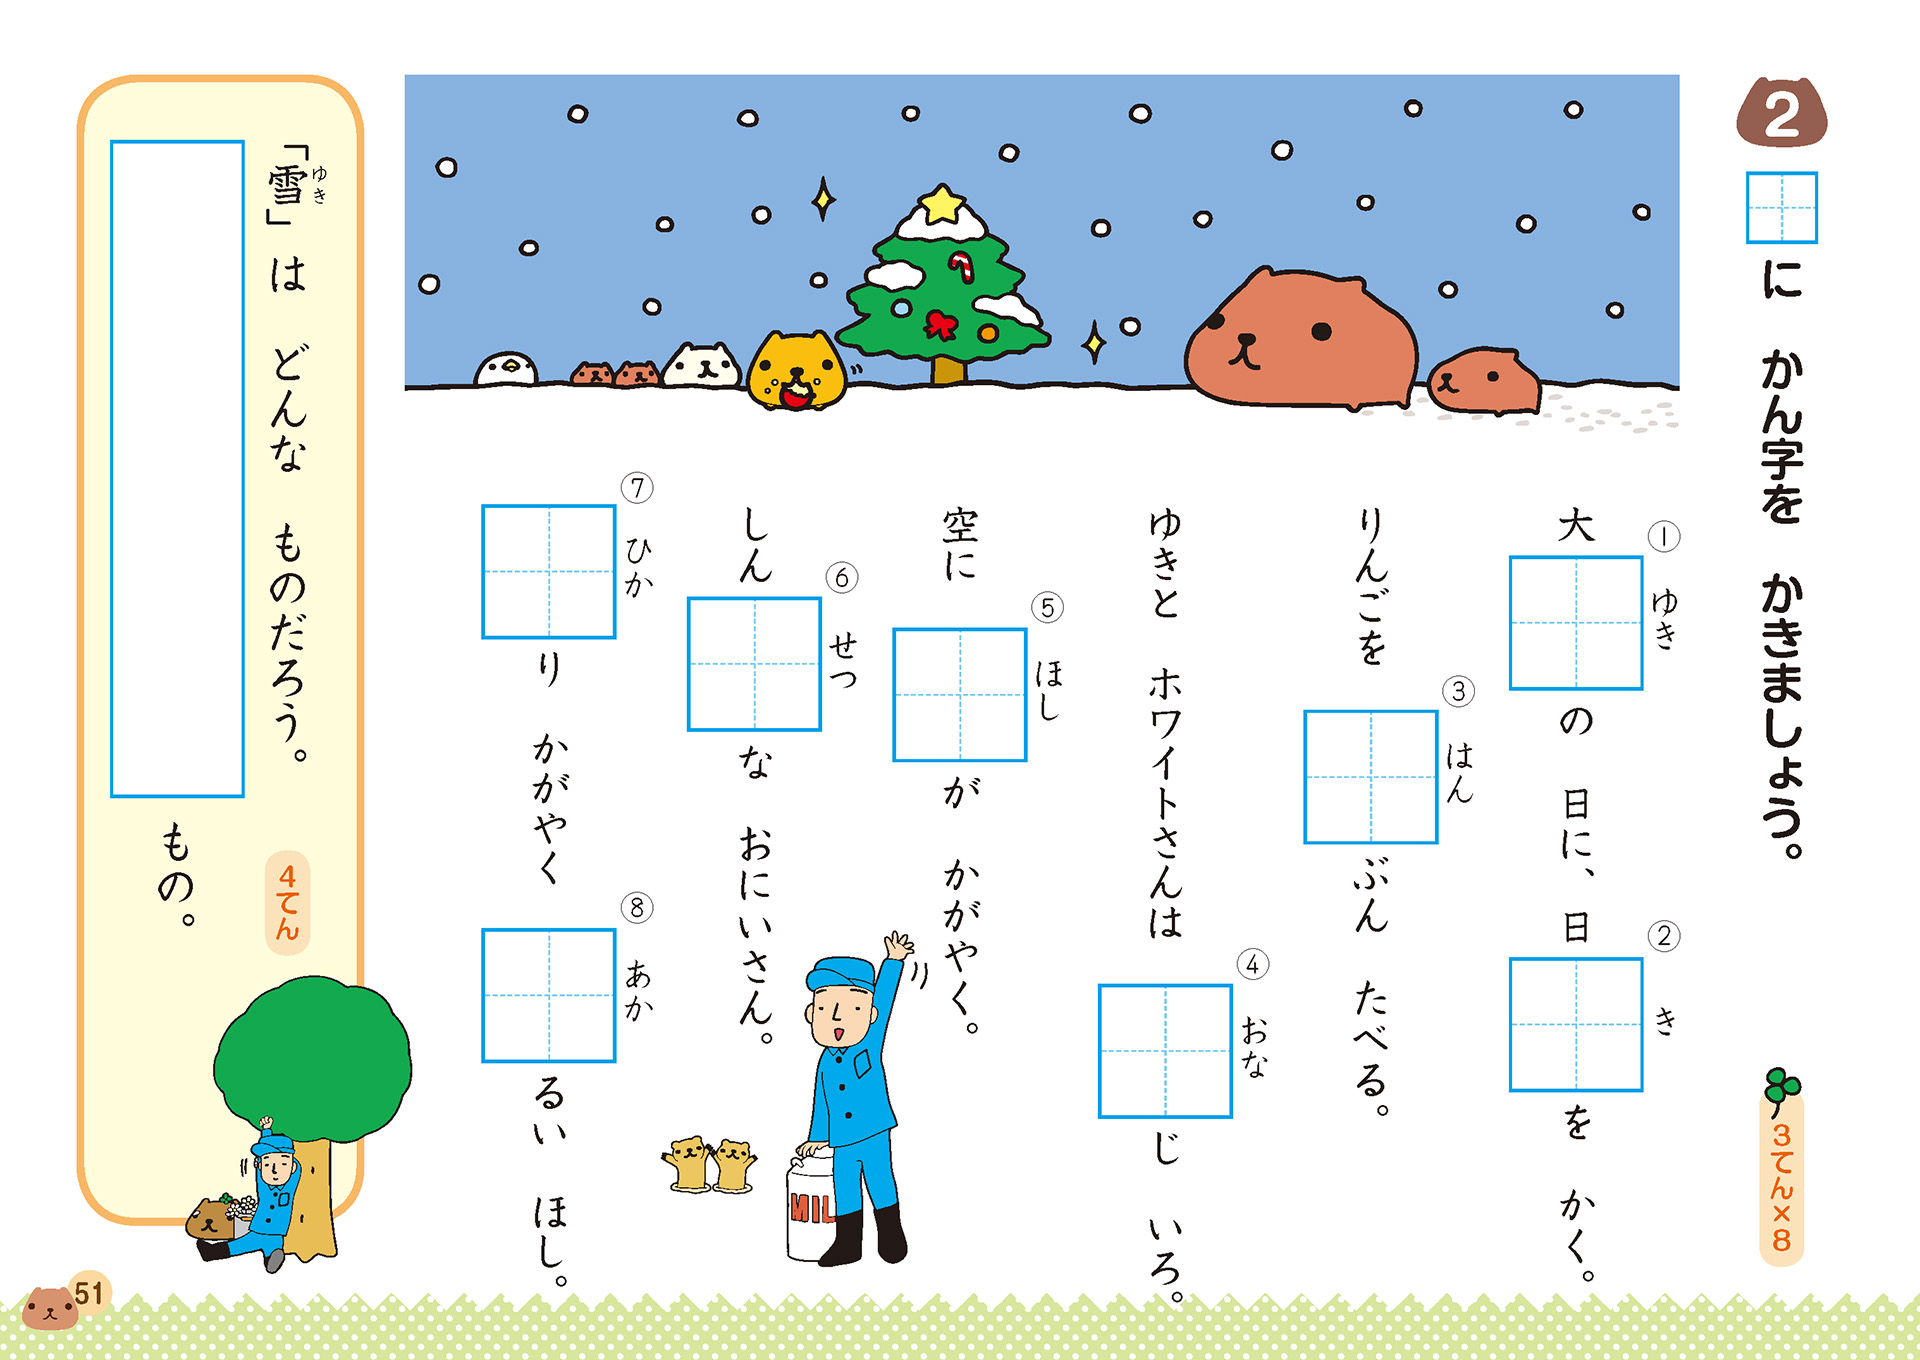 2
に かん字を かきましょう。
3てん×8
①ゆき ②き
大 の 日に、日 を かく。
③はん
りんごを ぶん たべる。
④おな
ゆきと ホワイトさんは じ いろ。
⑤ほし
空に が かがやく。
⑥せつ
しん な おにいさん。
⑦ひか ⑧あか
り かがやく るい ほし。
MIL
ゆき
「雪」は どんな ものだろう。
4てん
もの。
51